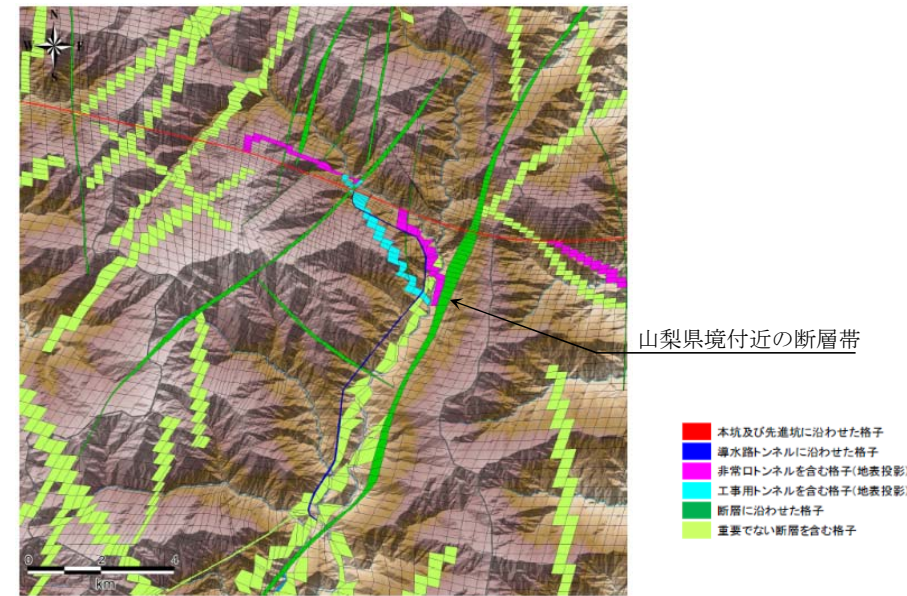 N
W E
S
山梨県境付近の断層帯
本坑及び先進坑に沿わせた格子
導水路トンネルに沿わせた格子
非常口トンネルを含む格子(地表投影)
工事用トンネルを含む格子(地表投影)
断層に沿わせた格子
重要でない断層を含む格子
0 2 4
km